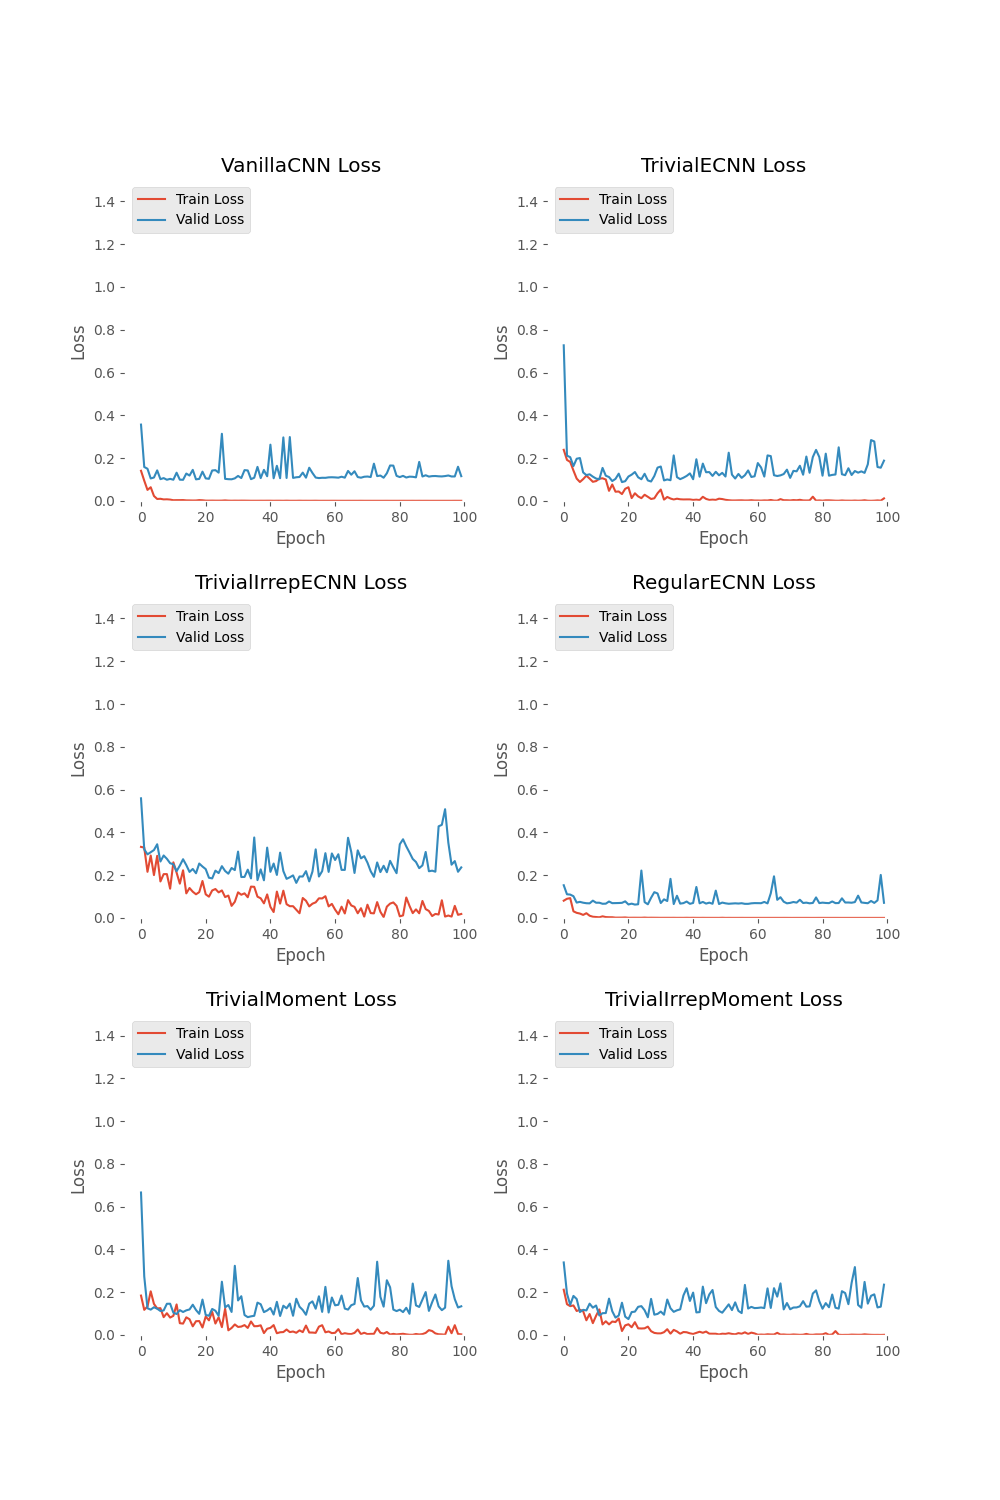 VanillaCNN Loss
Train Loss
Valid Loss
1.4
1.2
1.0
0.8
0.6
0.4
0.2
0.0
Loss
0 20 40 60 80 100
Epoch
TrivialECNN Loss
Train Loss
Valid Loss
1.4
1.2
1.0
0.8
0.6
0.4
0.2
0.0
Loss
0 20 40 60 80 100
Epoch
TrivialIrrepECNN Loss
Train Loss
Valid Loss
1.4
1.2
1.0
0.8
0.6
0.4
0.2
0.0
Loss
0 20 40 60 80 100
Epoch
RegularECNN Loss
Train Loss
Valid Loss
1.4
1.2
1.0
0.8
0.6
0.4
0.2
0.0
Loss
0 20 40 60 80 100
Epoch
TrivialMoment Loss
Train Loss
Valid Loss
1.4
1.2
1.0
0.8
0.6
0.4
0.2
0.0
Loss
0 20 40 60 80 100
Epoch
TrivialIrrepMoment Loss
Train Loss
Valid Loss
1.4
1.2
1.0
0.8
0.6
0.4
0.2
0.0
Loss
0 20 40 60 80 100
Epoch